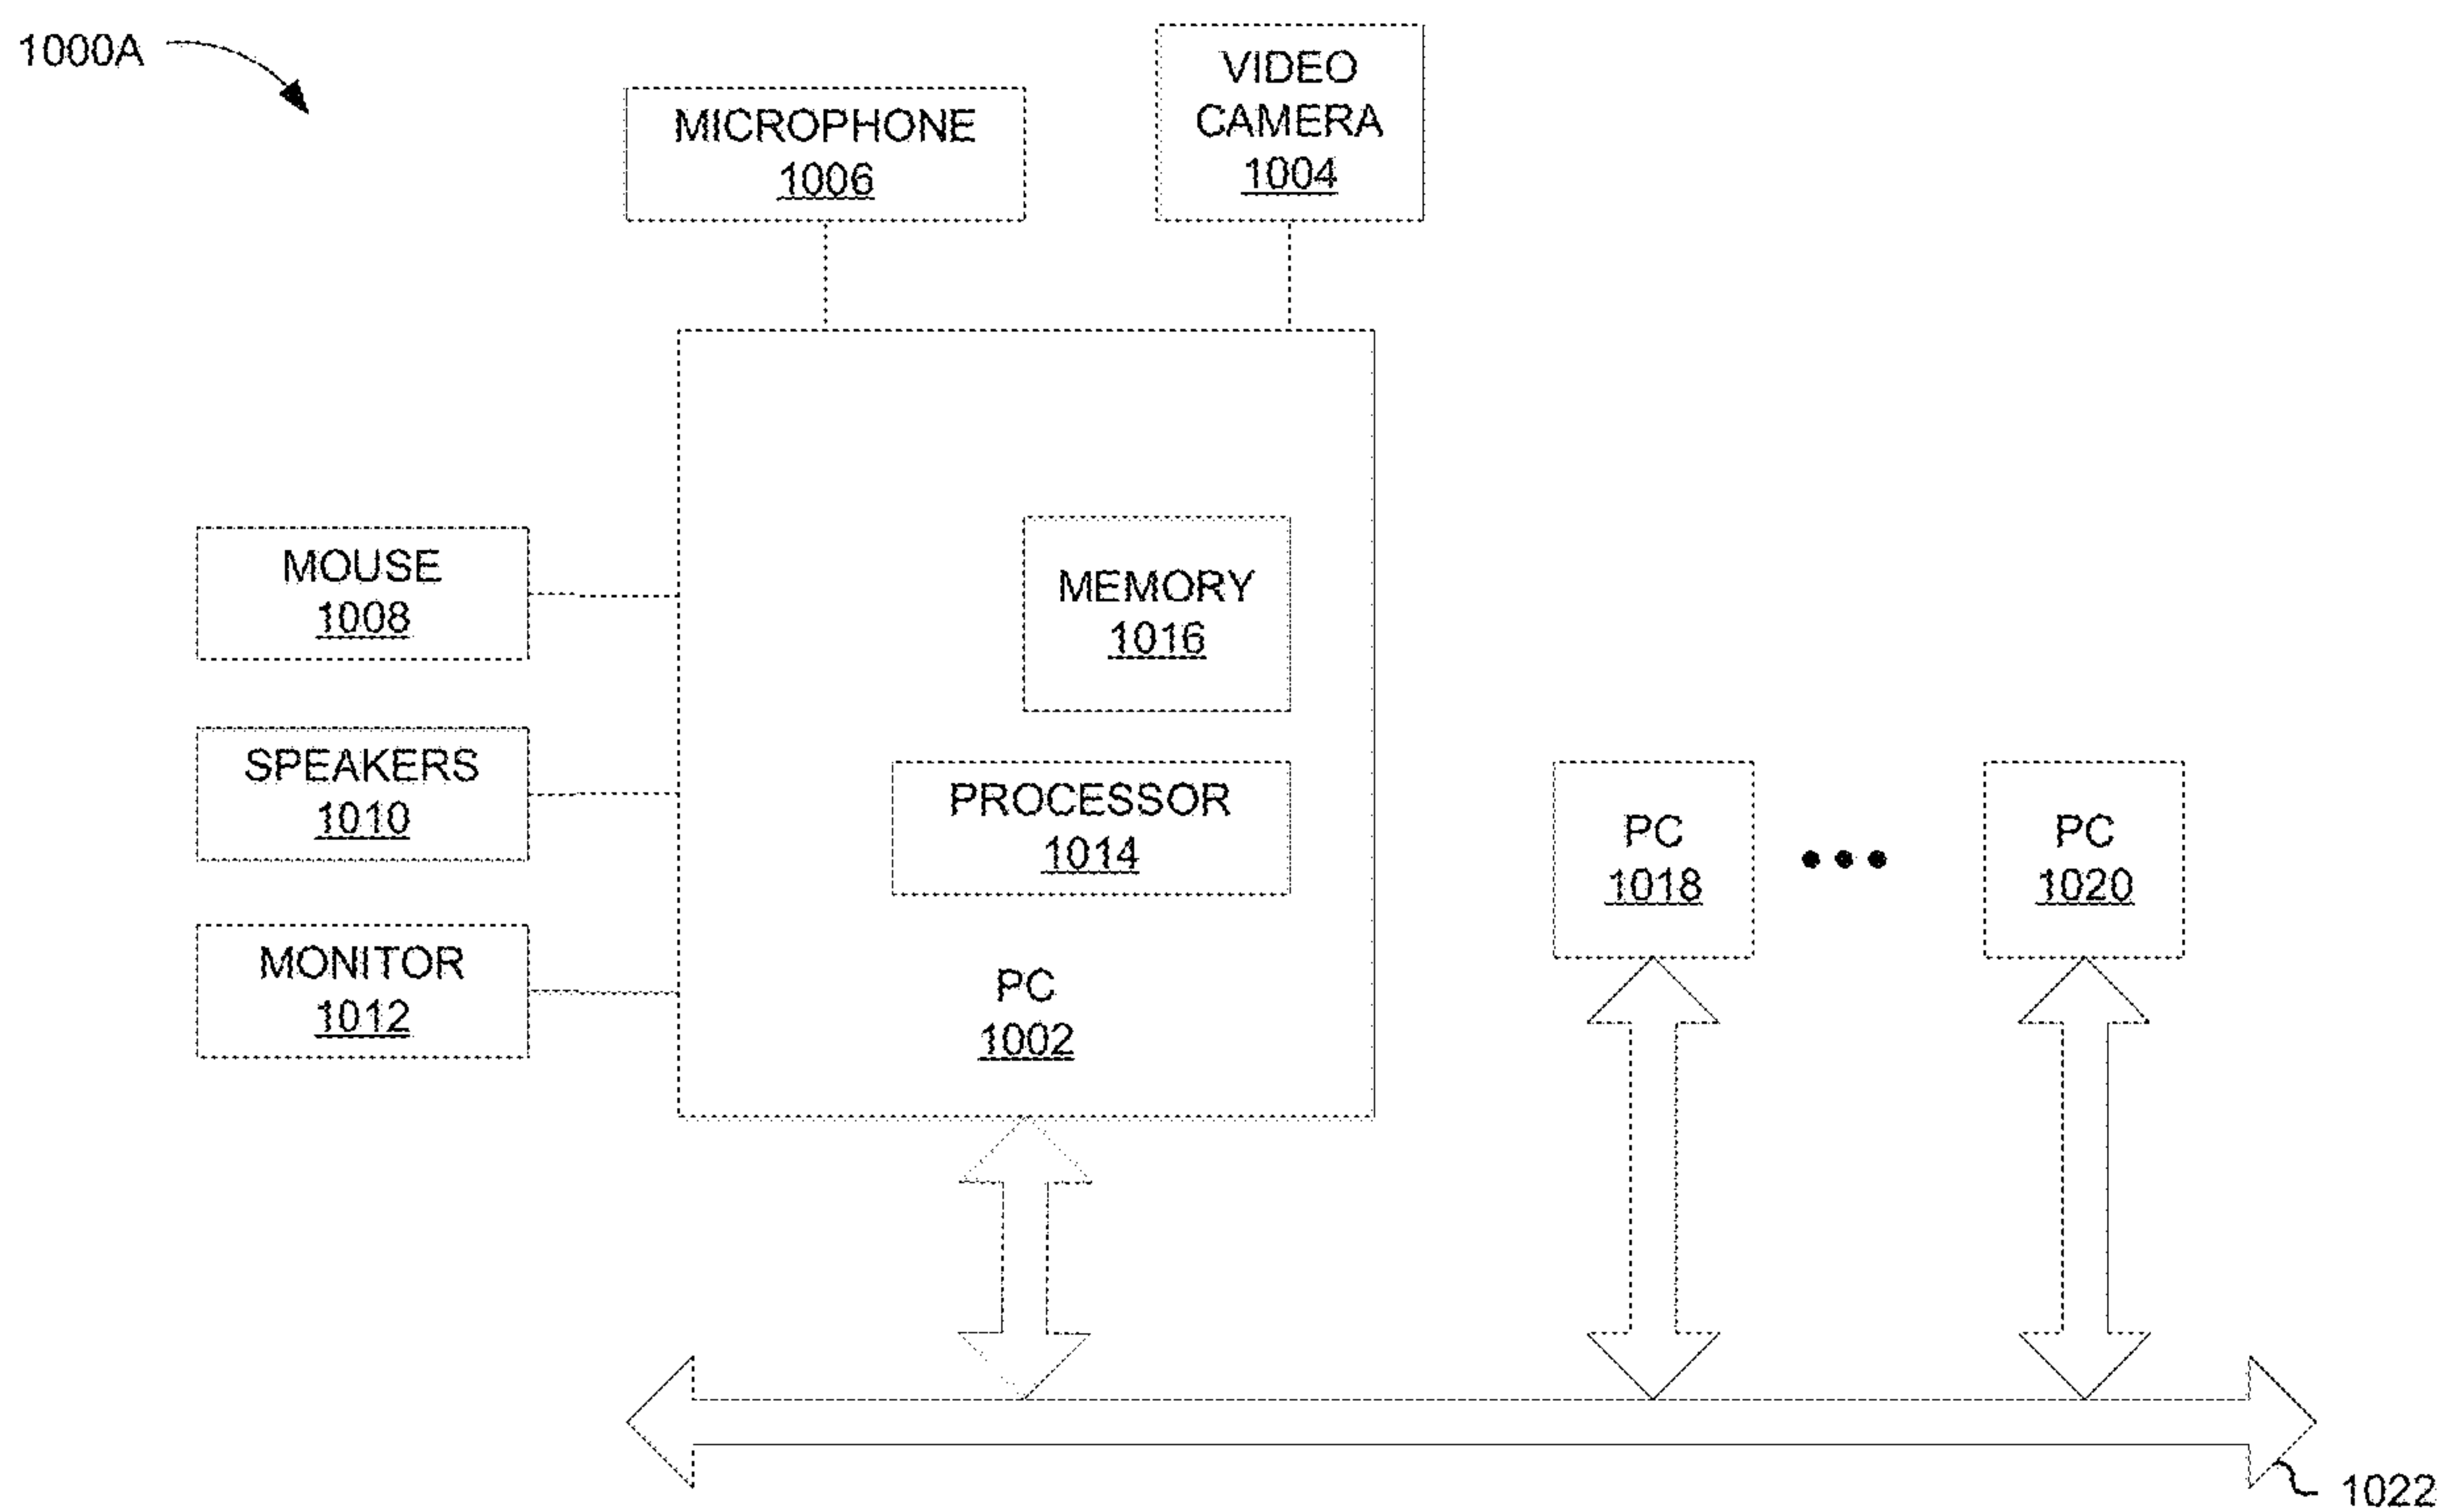 1000A
MICROPHONE
1006
VIDEO
CAMERA
1004
MOUSE
1008
MEMORY
1016
SPEAKERS
1010
PROCESSOR
1014
PC
1018
PC
1020
MONITOR
1012
PC
1002
1022